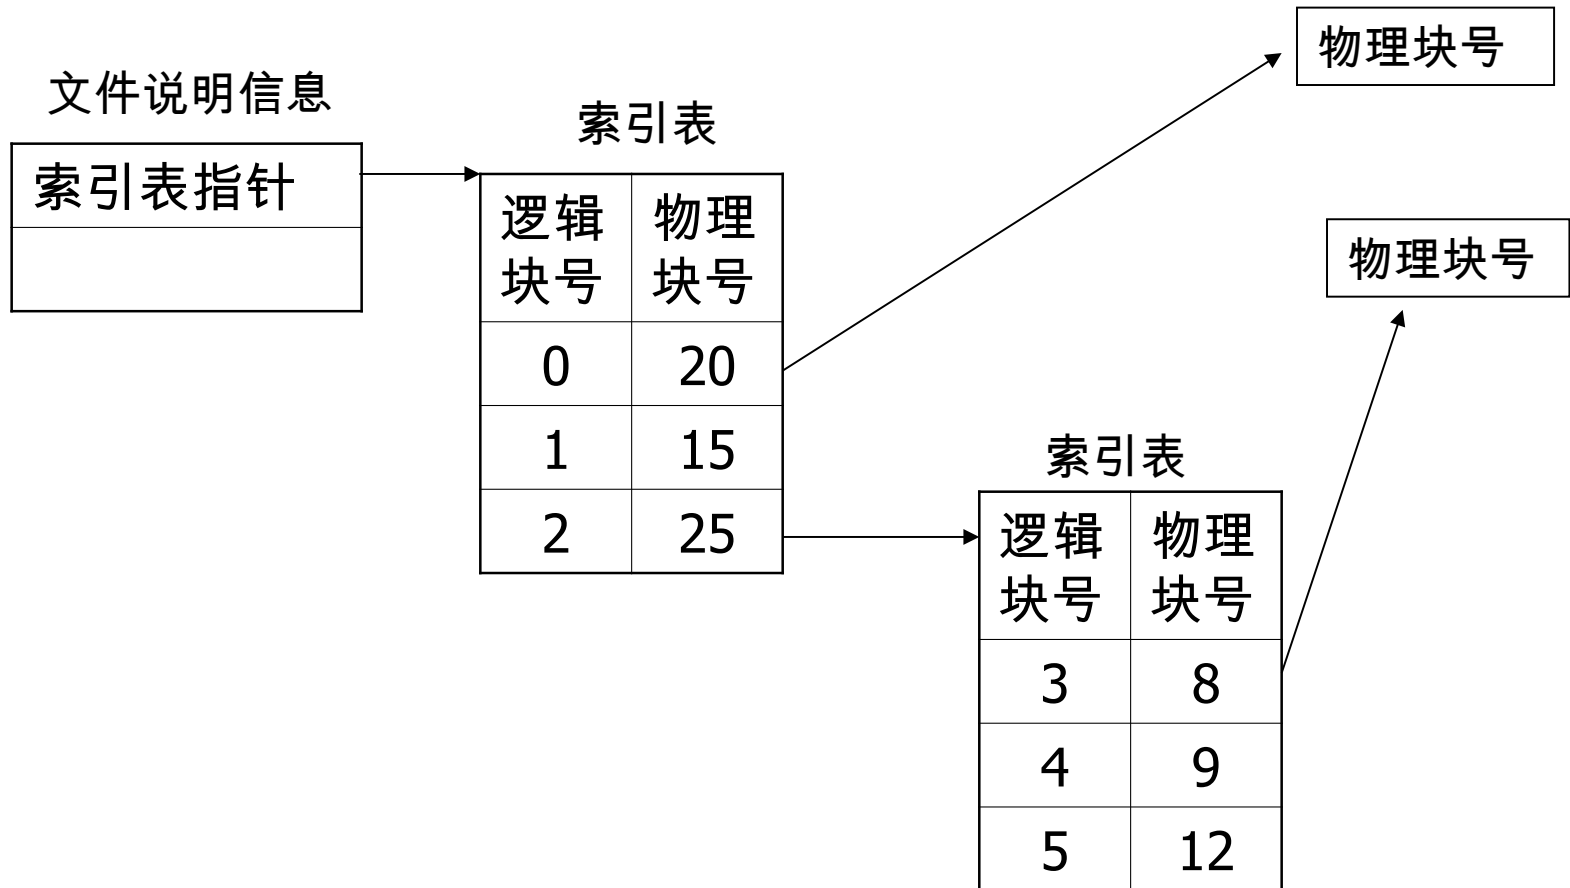 物理块号
文件说明信息
索引表
索引表指针
逻辑 物理
块号 块号
物理块号
0 20
1 15
2 25
索引表
逻辑 物理
块号 块号
3 8
4 9
5 12